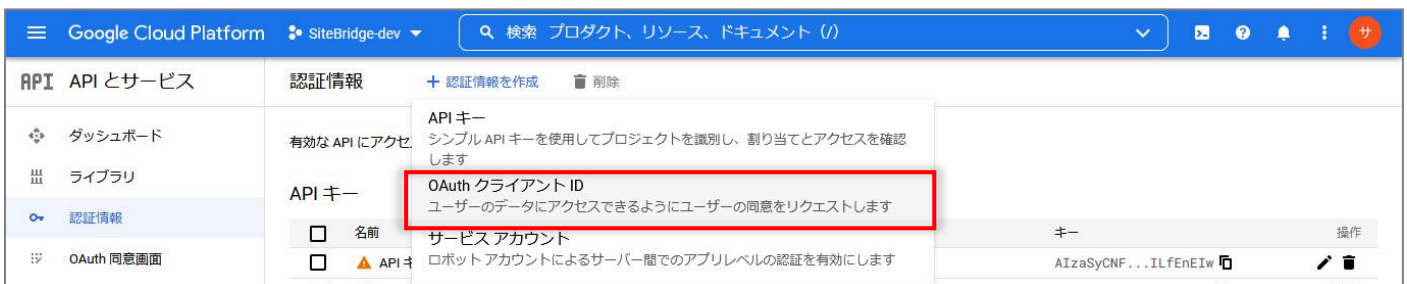 Google Cloud Platform SiteBridge-dev 検索 プロダクト、リソース、ドキュメント (/) サ
API APIとサービス 認証情報 + 認証情報を作成 削除
API キー
ダッシュボード 有効な API にアクセ シンプル API キーを使用してプロジェクトを識別し、割り当てとアクセスを確認
します
ライブラリ API キー OAuth クライアント ID
ユーザーのデータにアクセスできるようにユーザーの同意をリクエストします
認証情報
名前 サービス アカウント キー 操作
OAuth 同意画面 API キ ロボット アカウントによるサーバー間でのアプリレベルの認証を有効にします AIzaSyCNF...ILfEnEIw